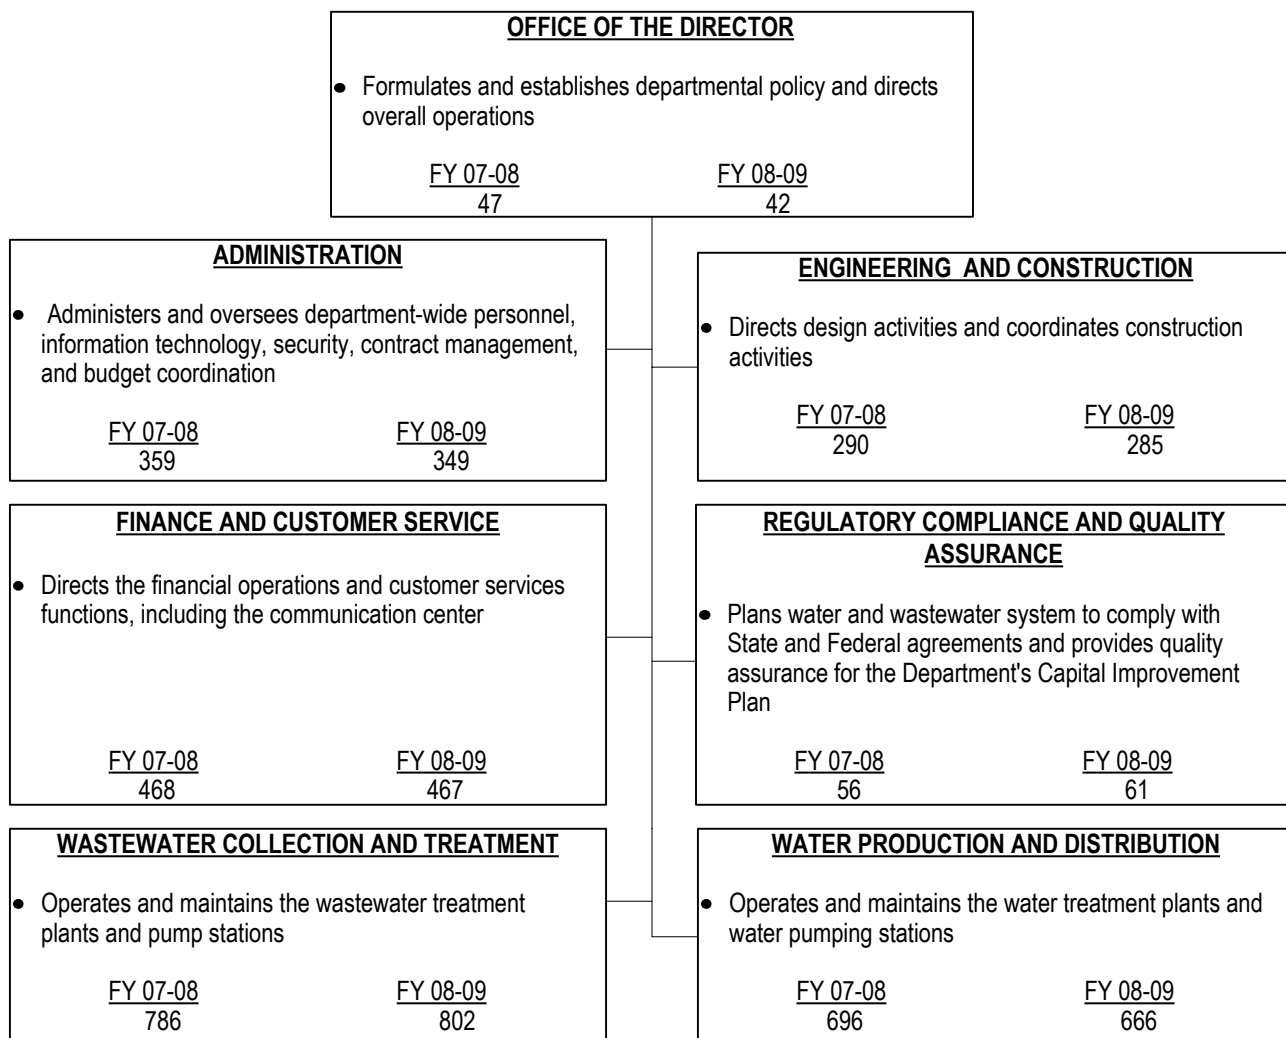 OFFICE OF THE DIRECTOR
• Formulates and establishes departmental policy and directs
overall operations
FY 07-08 FY 08-09
47 42
ADMINISTRATION
• Administers and oversees department-wide personnel,
information technology, security, contract management,
and budget coordination
FY 07-08 FY 08-09
359 349
ENGINEERING AND CONSTRUCTION
• Directs design activities and coordinates construction
activities
FY 07-08 FY 08-09
290 285
FINANCE AND CUSTOMER SERVICE
• Directs the financial operations and customer services
functions, including the communication center
FY 07-08 FY 08-09
468 467
REGULATORY COMPLIANCE AND QUALITY
ASSURANCE
• Plans water and wastewater system to comply with
State and Federal agreements and provides quality
assurance for the Department's Capital Improvement
Plan
FY 07-08 FY 08-09
56 61
WASTEWATER COLLECTION AND TREATMENT
• Operates and maintains the wastewater treatment
plants and pump stations
FY 07-08 FY 08-09
786 802
WATER PRODUCTION AND DISTRIBUTION
• Operates and maintains the water treatment plants and
water pumping stations
FY 07-08 FY 08-09
696 666